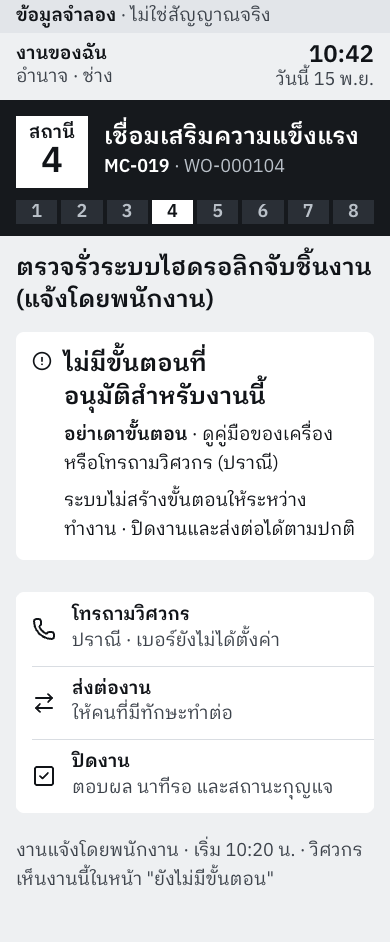 ข้อมูลจำลอง · ไม่ใช่สัญญาณจริง
งานของฉัน
10:42
อำนาจ · ช่าง
วันนี้ 15 พ.ย.
สถานี
4
เชื่อมเสริมความแข็งแรง
MC-019 · WO-000104
1 2 3 4 5 6 7 8
ตรวจรั่วระบบไฮดรอลิกจับชิ้นงาน
(แจ้งโดยพนักงาน)
ไม่มีขั้นตอนที่
อนุมัติสำหรับงานนี้
อย่าเดาขั้นตอน · ดูคู่มือของเครื่อง
หรือโทรถามวิศวกร (ปราณี)
ระบบไม่สร้างขั้นตอนให้ระหว่าง
ทำงาน · ปิดงานและส่งต่อได้ตามปกติ
โทรถามวิศวกร
ปราณี · เบอร์ยังไม่ได้ตั้งค่า
ส่งต่องาน
ให้คนที่มีทักษะทำต่อ
ปิดงาน
ตอบผล นาทีรอ และสถานะกุญแจ
งานแจ้งโดยพนักงาน · เริ่ม 10:20 น. · วิศวกร
เห็นงานนี้ในหน้า "ยังไม่มีขั้นตอน"